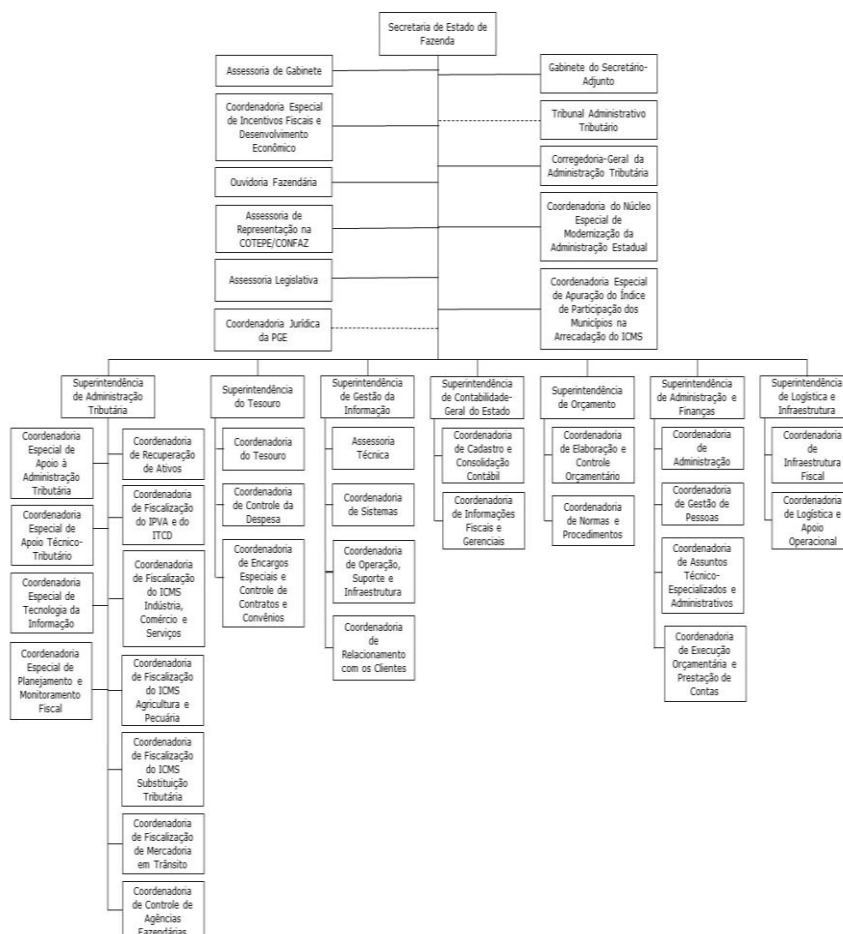 Secretaria de Estado de
Fazenda
Assessoria de Gabinete
Gabinete do Secretário-
Adjunto
Coordenadoria Especial
de Incentivos Fiscais e
Desenvolvimento
Econômico
Tribunal Administrativo
Tributário
Ouvidoria Fazendária
Corregedoria-Geral da
Administração Tributária
Assessoria de
Representação na
COTEPE/CONFAZ
Coordenadoria do Núcleo
Especial de
Modernização da
Administração Estadual
Assessoria Legislativa
Coordenadoria Especial
de Apuração do Índice
de Participação dos
Municípios na
Arrecadação do ICMS
Coordenadoria Jurídica
da PGE
Superintendência
de Administração
Tributária
Superintendência
do Tesouro
Superintendência
de Gestão da
Informação
Superintendência
de Contabilidade-
Geral do Estado
Superintendência
de Orçamento
Superintendência
de Administração e
Finanças
Superintendência
de Logística e
Infraestrutura
Coordenadoria
Especial de
Apoio à
Administração
Tributária
Coordenadoria
Especial de
Apoio Técnico-
Tributário
Coordenadoria
Especial de
Tecnologia da
Informação
Coordenadoria
Especial de
Planejamento e
Monitoramento
Fiscal
Coordenadoria
de Recuperação
de Ativos
Coordenadoria
de Fiscalização
do IPVA e do
ITCD
Coordenadoria
de Fiscalização
do ICMS
Indústria,
Comércio e
Serviços
Coordenadoria
de Fiscalização
do ICMS
Agricultura e
Pecuária
Coordenadoria
de Fiscalização
do ICMS
Substituição
Tributária
Coordenadoria
de Fiscalização
de Mercadoria
em Trânsito
Coordenadoria
de Controle de
Agências
Fazendárias
Coordenadoria
do Tesouro
Coordenadoria
de Controle da
Despesa
Coordenadoria
de Encargos
Especiais e
Controle de
Contratos e
Convênios
Assessoria
Técnica
Coordenadoria
de Sistemas
Coordenadoria
de Operação,
Suporte e
Infraestrutura
Coordenadoria
de
Relacionamento
com os Clientes
Coordenadoria
de Cadastro e
Consolidação
Contábil
Coordenadoria
de Informações
Fiscais e
Gerenciais
Coordenadoria
de Elaboração e
Controle
Orçamentário
Coordenadoria
de Normas e
Procedimentos
Coordenadoria
de
Administração
Coordenadoria
de Gestão de
Pessoas
Coordenadoria
de Assuntos
Técnico-
Especializados e
Administrativos
Coordenadoria
de Execução
Orçamentária e
Prestação de
Contas
Coordenadoria
de
Infraestrutura
Fiscal
Coordenadoria
de Logística e
Apoio
Operacional